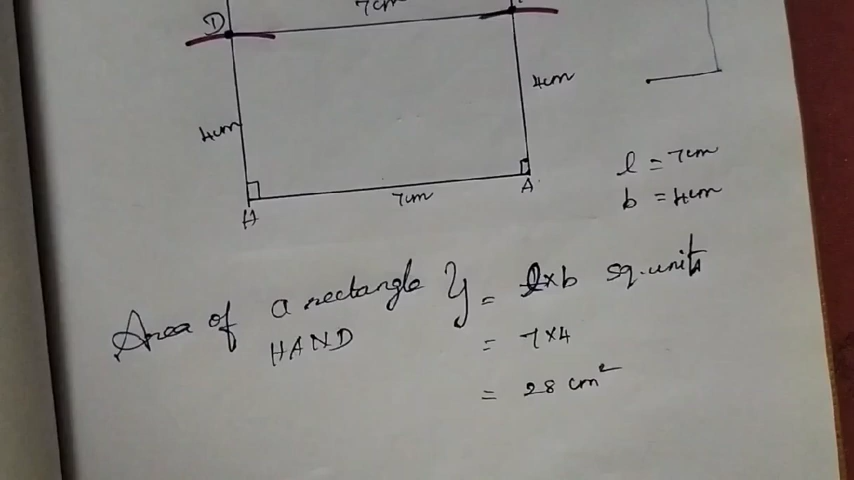 7cm
D
4cm
4cm
H
7cm
A
l = 7cm
b = 4cm
Area of a rectangle } = l×b sq.units
HAND
= 7×4
= 28 cm²